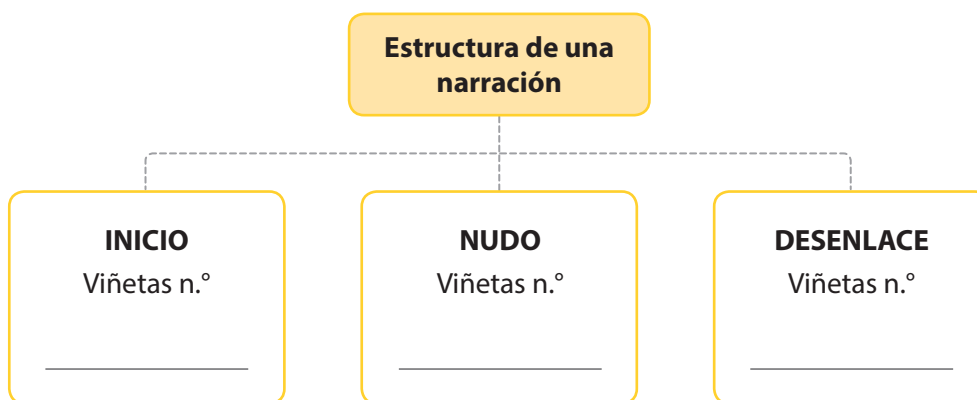 Estructura de una
narración
INICIO
Viñetas n.°
NUDO
Viñetas n.°
DESENLACE
Viñetas n.°